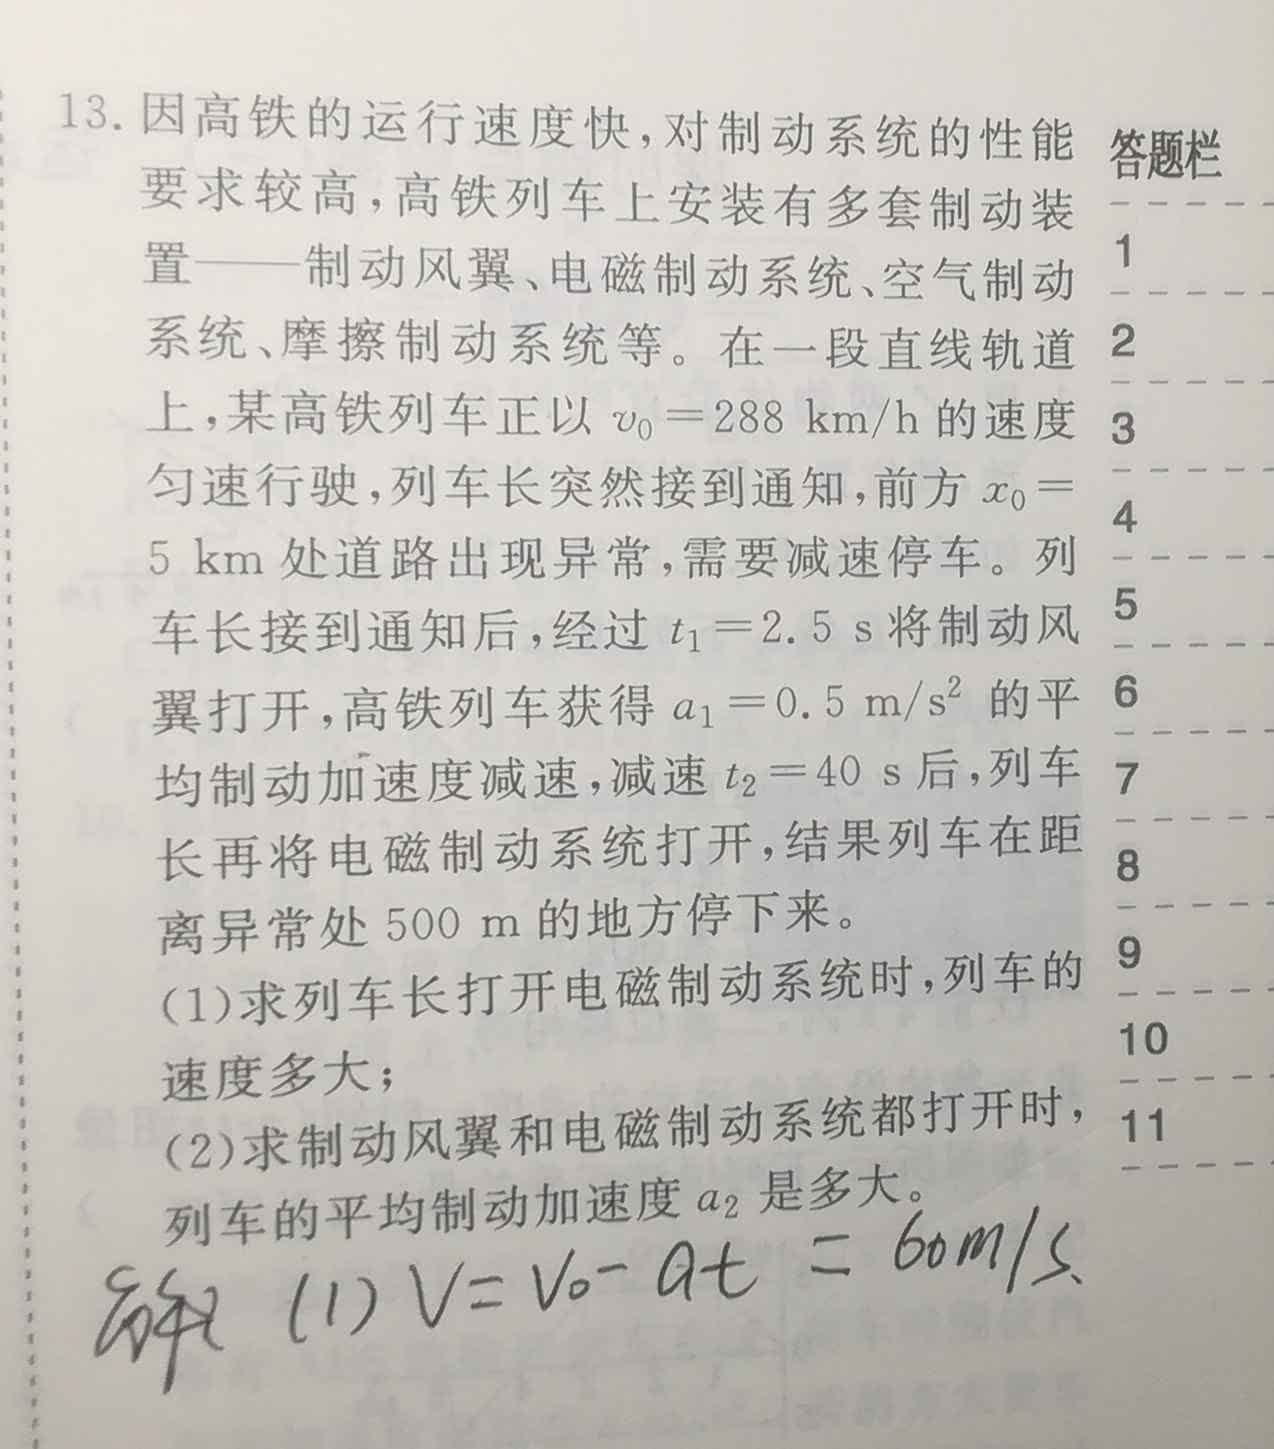 13. 因高铁的运行速度快,对制动系统的性能
要求较高,高铁列车上安装有多套制动装
置——制动风翼、电磁制动系统、空气制动
系统、摩擦制动系统等。在一段直线轨道
上,某高铁列车正以 v₀=288 km/h 的速度
匀速行驶,列车长突然接到通知,前方 x₀=
5 km 处道路出现异常,需要减速停车。列
车长接到通知后,经过 t₁=2.5 s 将制动风
翼打开,高铁列车获得 a₁=0.5 m/s² 的平
均制动加速度减速,减速 t₂=40 s 后,列车
长再将电磁制动系统打开,结果列车在距
离异常处 500 m 的地方停下来。
(1)求列车长打开电磁制动系统时,列车的
速度多大;
(2)求制动风翼和电磁制动系统都打开时,
列车的平均制动加速度 a₂ 是多大。
解: (1) V=V₀-at = 60m/s.
答题栏
1
2
3
4
5
6
7
8
9
10
11